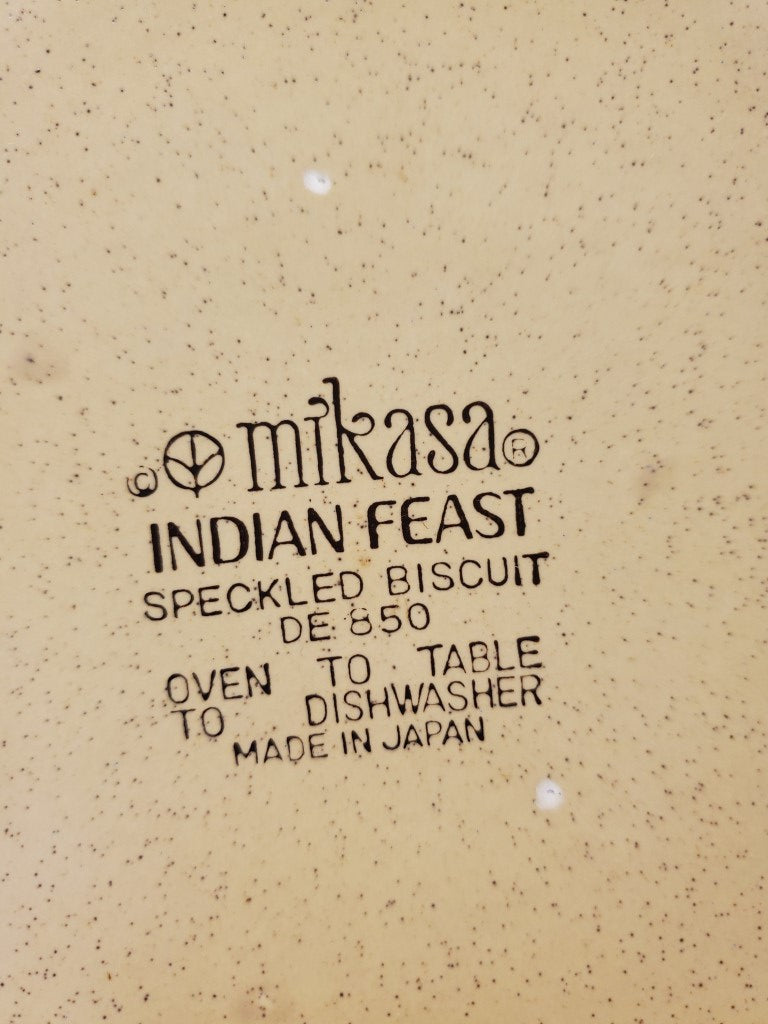 © mikasa®
INDIAN FEAST
SPECKLED BISCUIT
DE 850
OVEN TO TABLE
TO DISHWASHER
MADE IN JAPAN